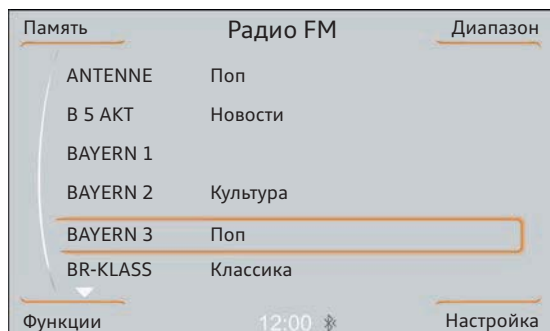 Память Радио FM Диапазон
ANTENNE Поп
B 5 AKT Новости
BAYERN 1
BAYERN 2 Культура
BAYERN 3 Поп
BR-KLASS Классика
Функции 12:00 Настройка